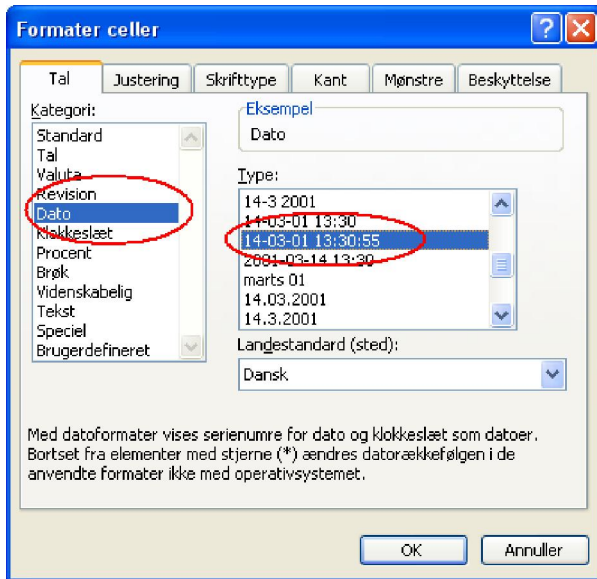 Formater celler
Tal Justering Skrifttype Kant Mønstre Beskyttelse
Kategori:
Standard
Tal
Valuta
Revision
Dato
Klokkeslæt
Procent
Brøk
Videnskabelig
Tekst
Speciel
Brugerdefineret
Eksempel
Dato
Type:
14-3 2001
14-03-01 13:30
14-03-01 13:30:55
2001-03-14 13:30
marts 01
14.03.2001
14.3.2001
Landestandard (sted):
Dansk
Med datoformater vises serienumre for dato og klokkeslæt som datoer.
Bortset fra elementer med stjerne (*) ændres datorækkefølgen i de
anvendte formater ikke med operativsystemet.
OK Annuller